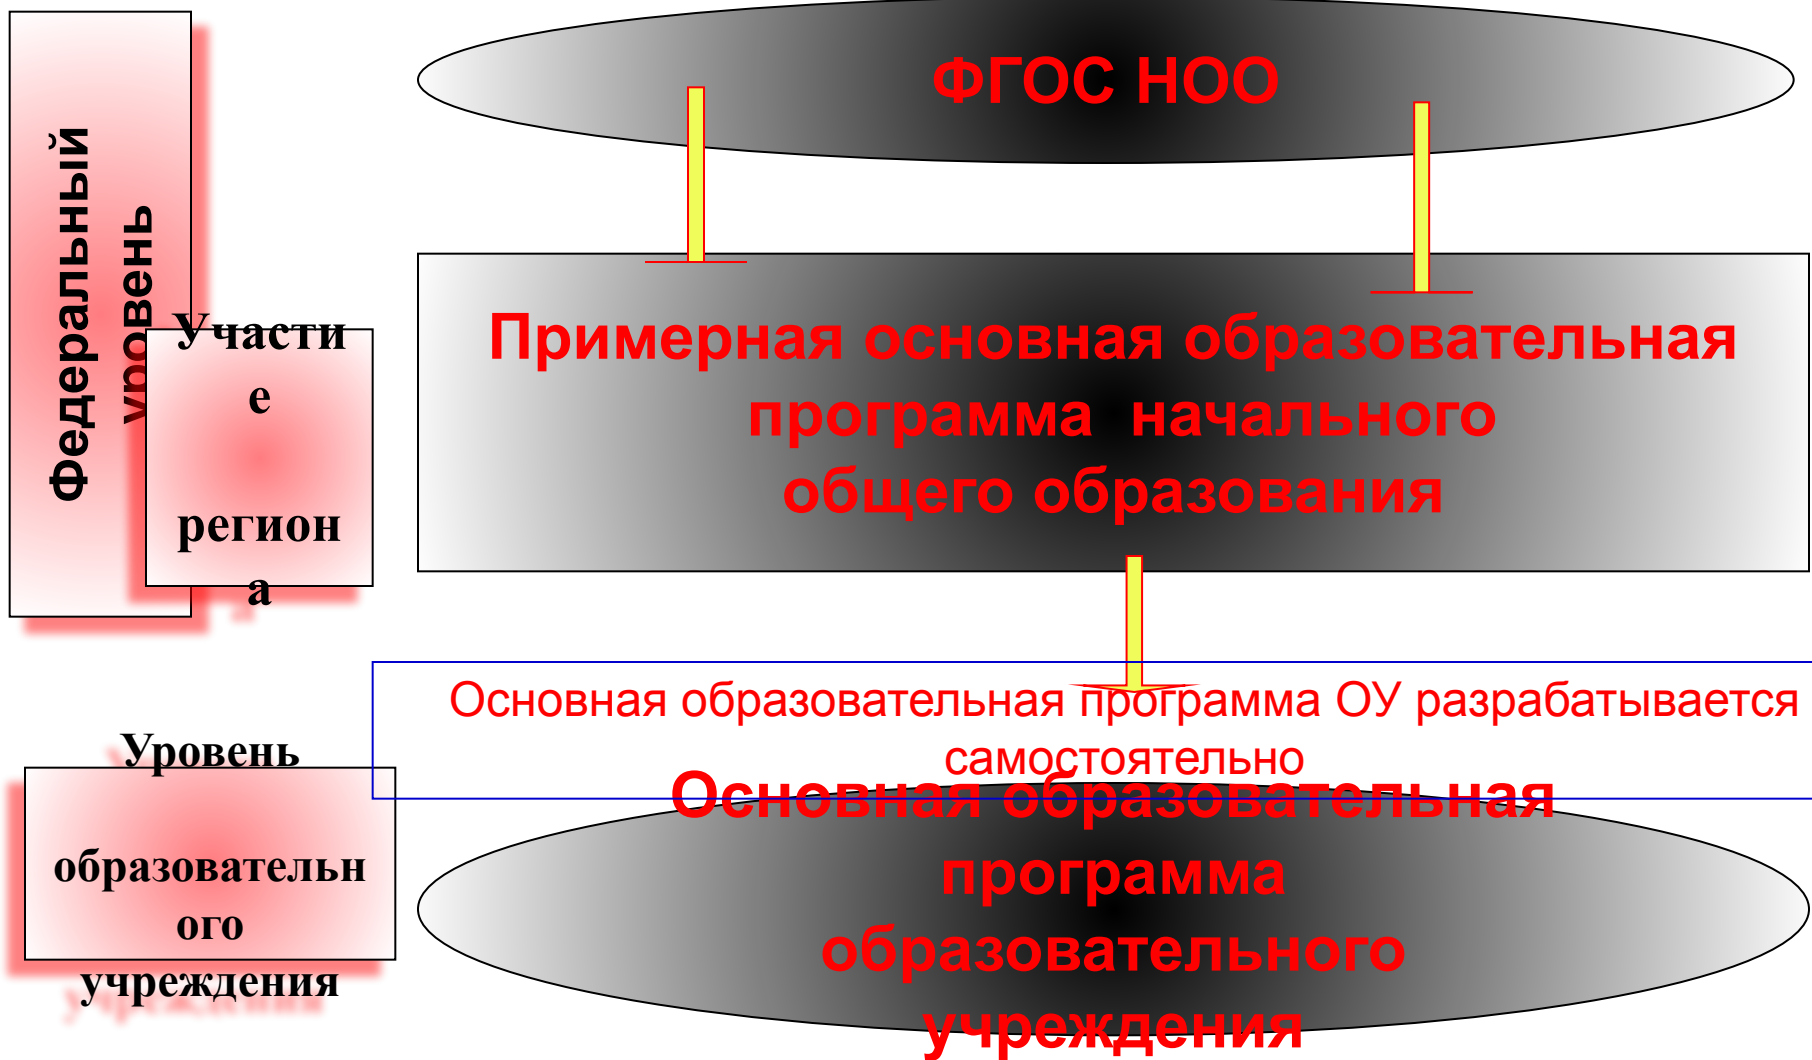 ФГОС НОО
Федеральный
уровень
Участи
е
регион
а
Примерная основная образовательная
программа начального
общего образования
Основная образовательная программа ОУ разрабатывается
самостоятельно
Уровень
образовательн
ого
учреждения
Основная образовательная
программа
образовательного
учреждения